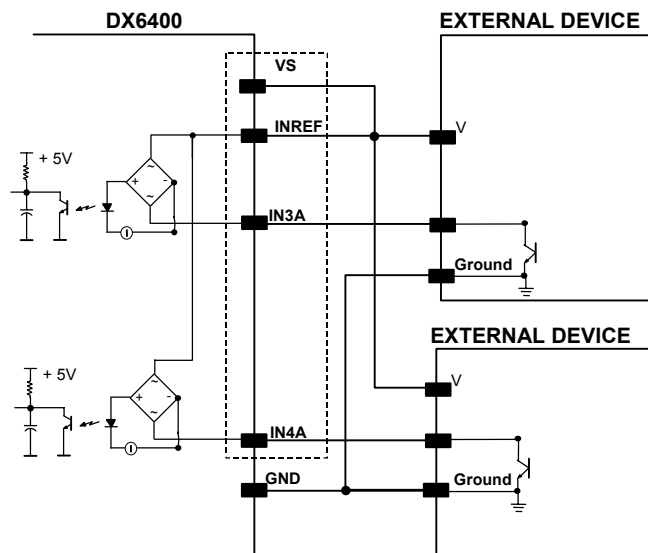 DX6400
EXTERNAL DEVICE
VS
INREF
V
+ 5V
+
-
~
~
IN3A
I
Ground
EXTERNAL DEVICE
+ 5V
V
+
-
~
~
IN4A
I
GND
Ground